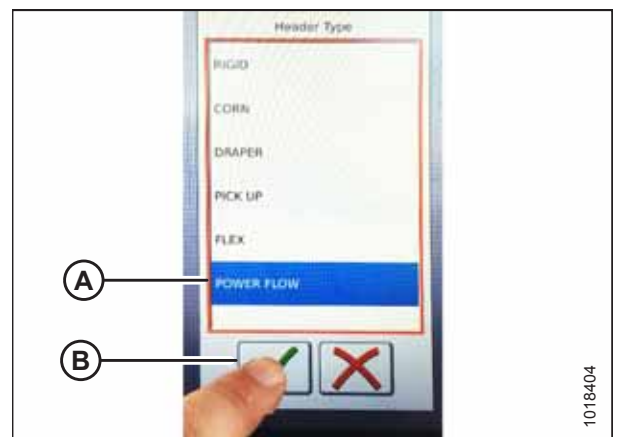 Header Type
RIGID
CORN
DRAPER
PICK UP
FLEX
A
POWER FLOW
B
1018404